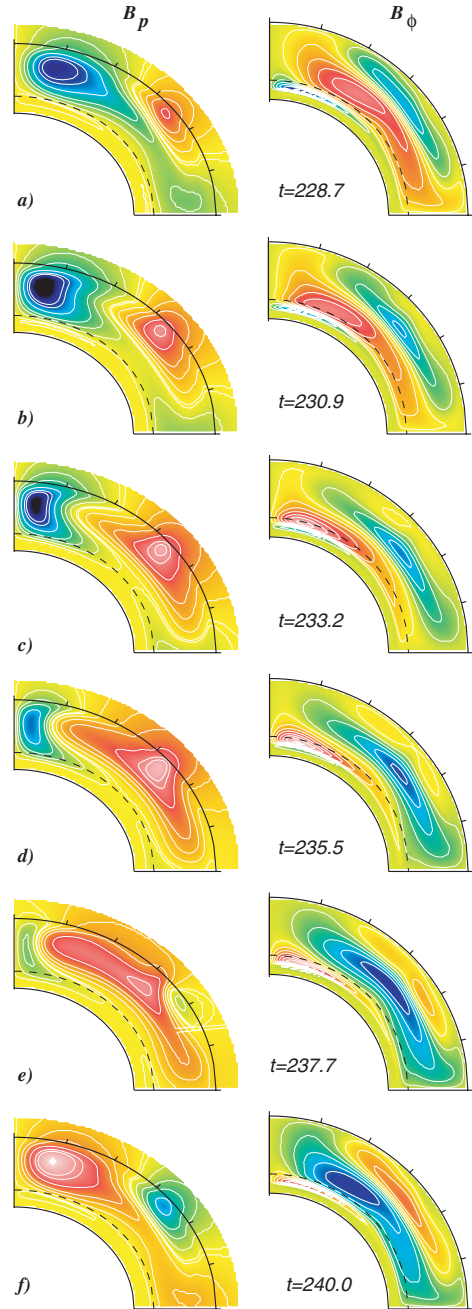 B p B ϕ
a) t=228.7
b) t=230.9
c) t=233.2
d) t=235.5
e) t=237.7
f) t=240.0